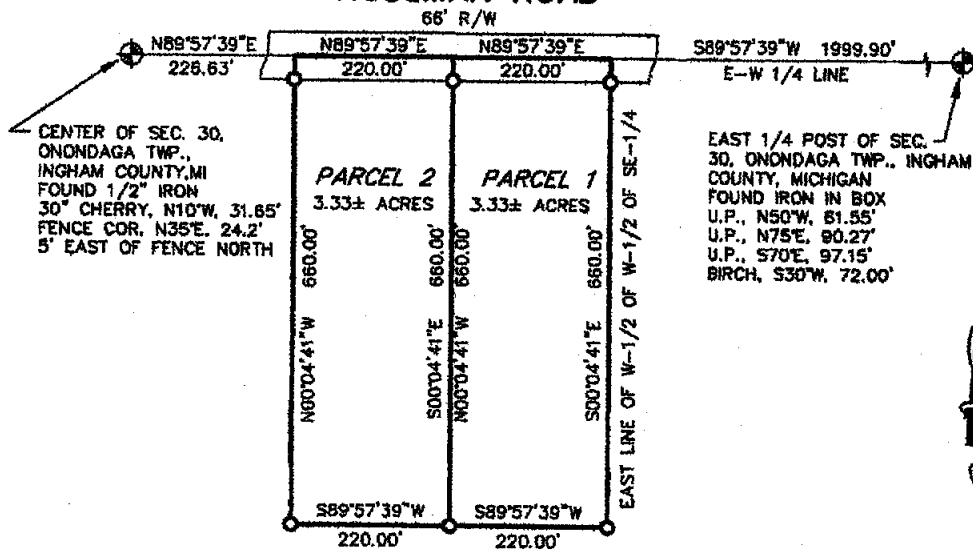 66' R/W
N89°57'39"E
226.63'
N89°57'39"E
220.00'
N89°57'39"E
220.00'
S89°57'39"W 1999.90'
E-W 1/4 LINE
CENTER OF SEC. 30,
ONONDAGA TWP.,
INGHAM COUNTY,MI
FOUND 1/2" IRON
30" CHERRY, N10°W, 31.65'
FENCE COR, N35°E. 24.2'
5' EAST OF FENCE NORTH
EAST 1/4 POST OF SEC.
30, ONONDAGA TWP., INGHAM
COUNTY, MICHIGAN
FOUND IRON IN BOX
U.P., N50°W, 61.55'
U.P., N75°E, 90.27'
U.P., S70°E, 97.15'
BIRCH, S30°W, 72.00'
PARCEL 2
3.33± ACRES
PARCEL 1
3.33± ACRES
N00°04'41"W 660.00'
S00°04'41"E 660.00'
N00°04'41"W 660.00'
S00°04'41"E 660.00'
EAST LINE OF W-1/2 OF W-1/2 OF SE-1/4
S89°57'39"W
220.00'
S89°57'39"W
220.00'